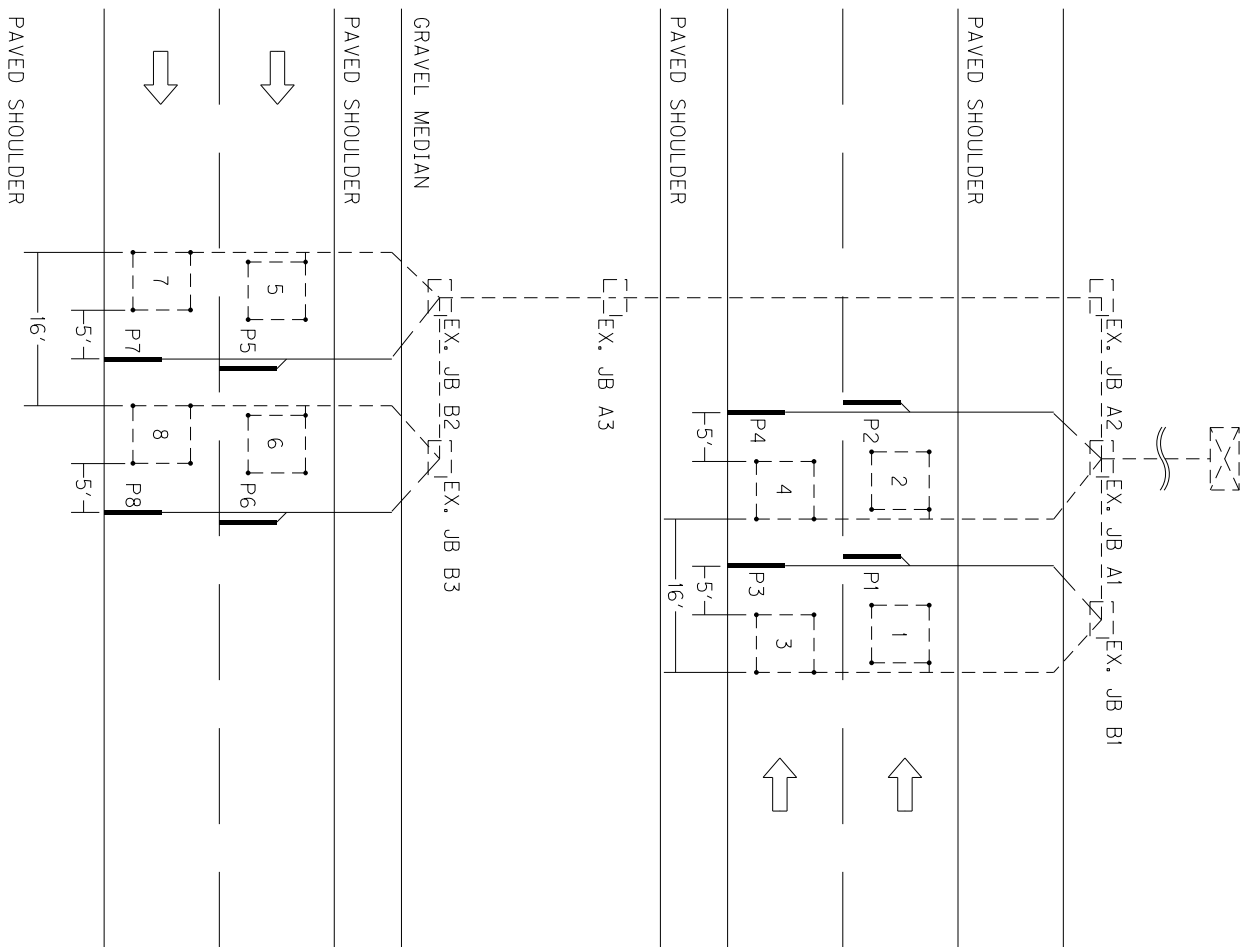 EX. JB A2
EX. JB A1
EX. JB B1
PAVED SHOULDER
2
1
P2
P1
4
3
P4
P3
5'
5'
16'
PAVED SHOULDER
EX. JB A3
EX. JB B2
EX. JB B3
GRAVEL MEDIAN
PAVED SHOULDER
5
6
P5
P6
7
8
P7
P8
5'
5'
16'
PAVED SHOULDER